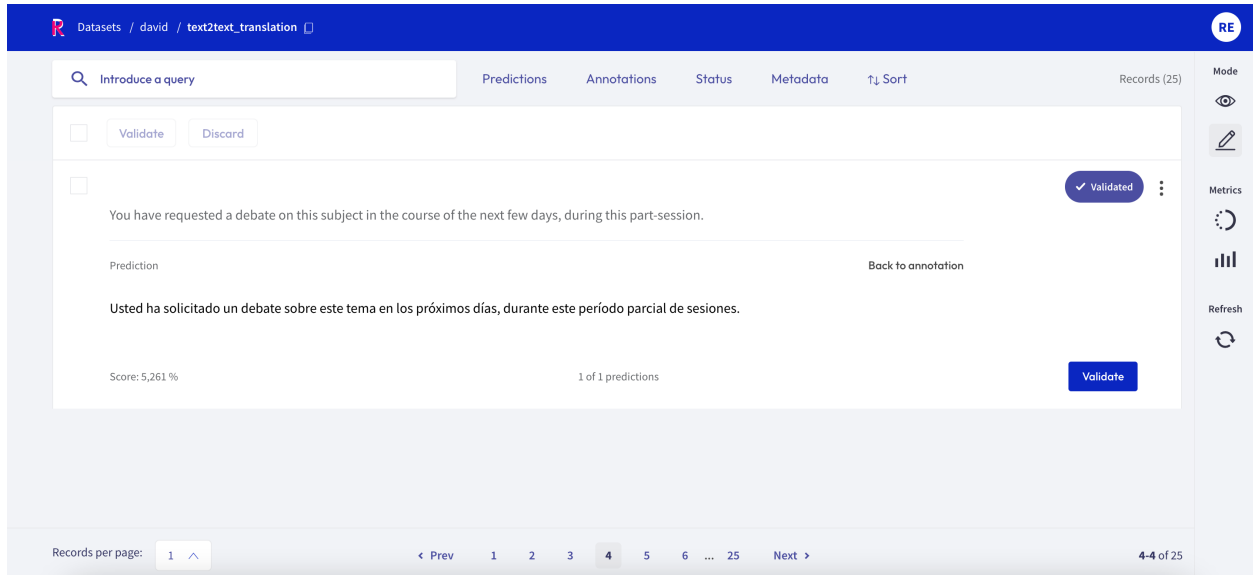 R Datasets / david / text2text_translation RE
Introduce a query Predictions Annotations Status Metadata ↑↓ Sort Records (25)
Mode
Validate Discard
Validated
Metrics
You have requested a debate on this subject in the course of the next few days, during this part-session.
Prediction Back to annotation
Usted ha solicitado un debate sobre este tema en los próximos días, durante este período parcial de sesiones.
Refresh
Score: 5,261 % 1 of 1 predictions Validate
Records per page: 1 < Prev 1 2 3 4 5 6 ... 25 Next > 4-4 of 25